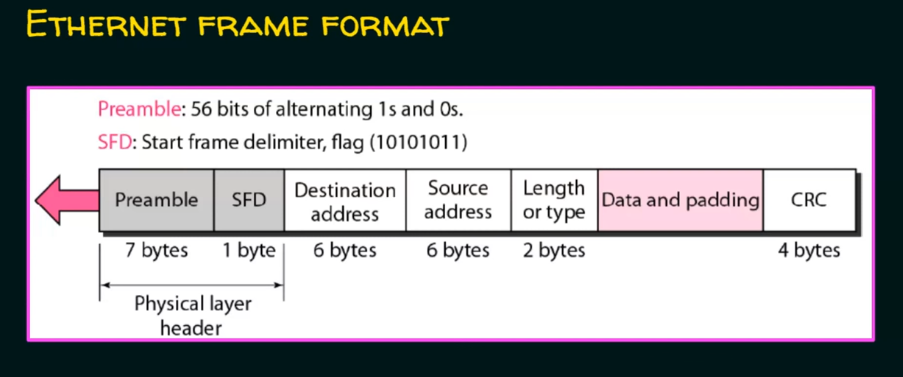 ETHERNET FRAME FORMAT
Preamble: 56 bits of alternating 1s and 0s.
SFD: Start frame delimiter, flag (10101011)
Preamble
SFD
Destination
address
Source
address
Length
or type
Data and padding
CRC
7 bytes
1 byte
6 bytes
6 bytes
2 bytes
4 bytes
Physical layer
header